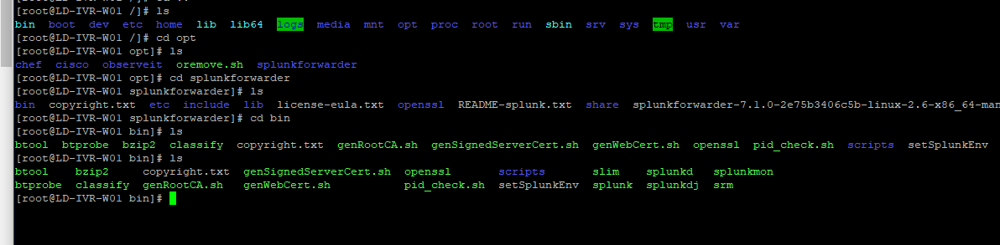 [root@LD-IVR-W01 /]# ls
bin boot dev etc home lib lib64 logs media mnt opt proc root run sbin srv sys tmp usr var
[root@LD-IVR-W01 /]# cd opt
[root@LD-IVR-W01 opt]# ls
chef cisco observeit oremove.sh splunkforwarder
[root@LD-IVR-W01 opt]# cd splunkforwarder
[root@LD-IVR-W01 splunkforwarder]# ls
bin copyright.txt etc include lib license-eula.txt openssl README-splunk.txt share splunkforwarder-7.1.0-2e75b3406c5b-linux-2.6-x86_64-man
[root@LD-IVR-W01 splunkforwarder]# cd bin
[root@LD-IVR-W01 bin]# ls
btool btprobe bzip2 classify copyright.txt genRootCA.sh genSignedServerCert.sh genWebCert.sh openssl pid_check.sh scripts setSplunkEnv
[root@LD-IVR-W01 bin]# ls
btool bzip2 copyright.txt genSignedServerCert.sh openssl scripts slim splunkd splunkmon
btprobe classify genRootCA.sh genWebCert.sh pid_check.sh setSplunkEnv splunk splunkdj srm
[root@LD-IVR-W01 bin]#